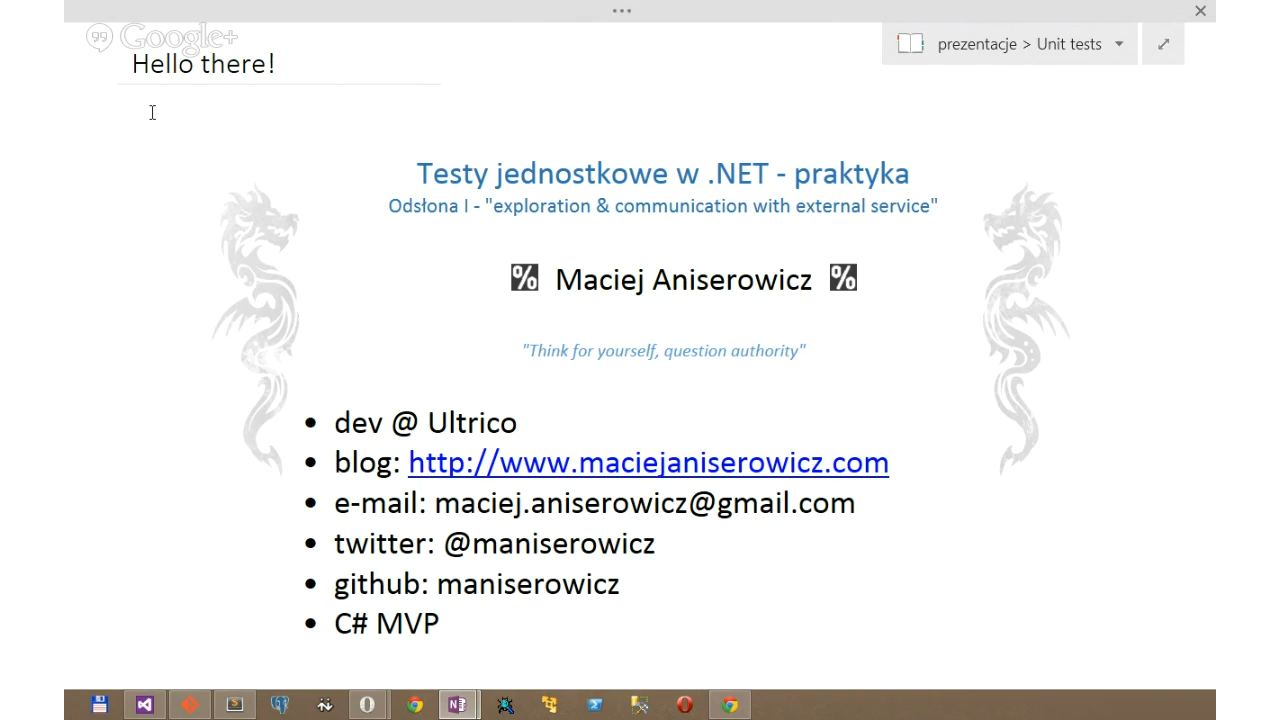 Google+
Hello there!
prezentacje > Unit tests
Testy jednostkowe w .NET - praktyka
Odsłona I - "exploration & communication with external service"
% Maciej Aniserowicz %
"Think for yourself, question authority"
• dev @ Ultrico
• blog: http://www.maciejaniserowicz.com
• e-mail: maciej.aniserowicz@gmail.com
• twitter: @maniserowicz
• github: maniserowicz
• C# MVP